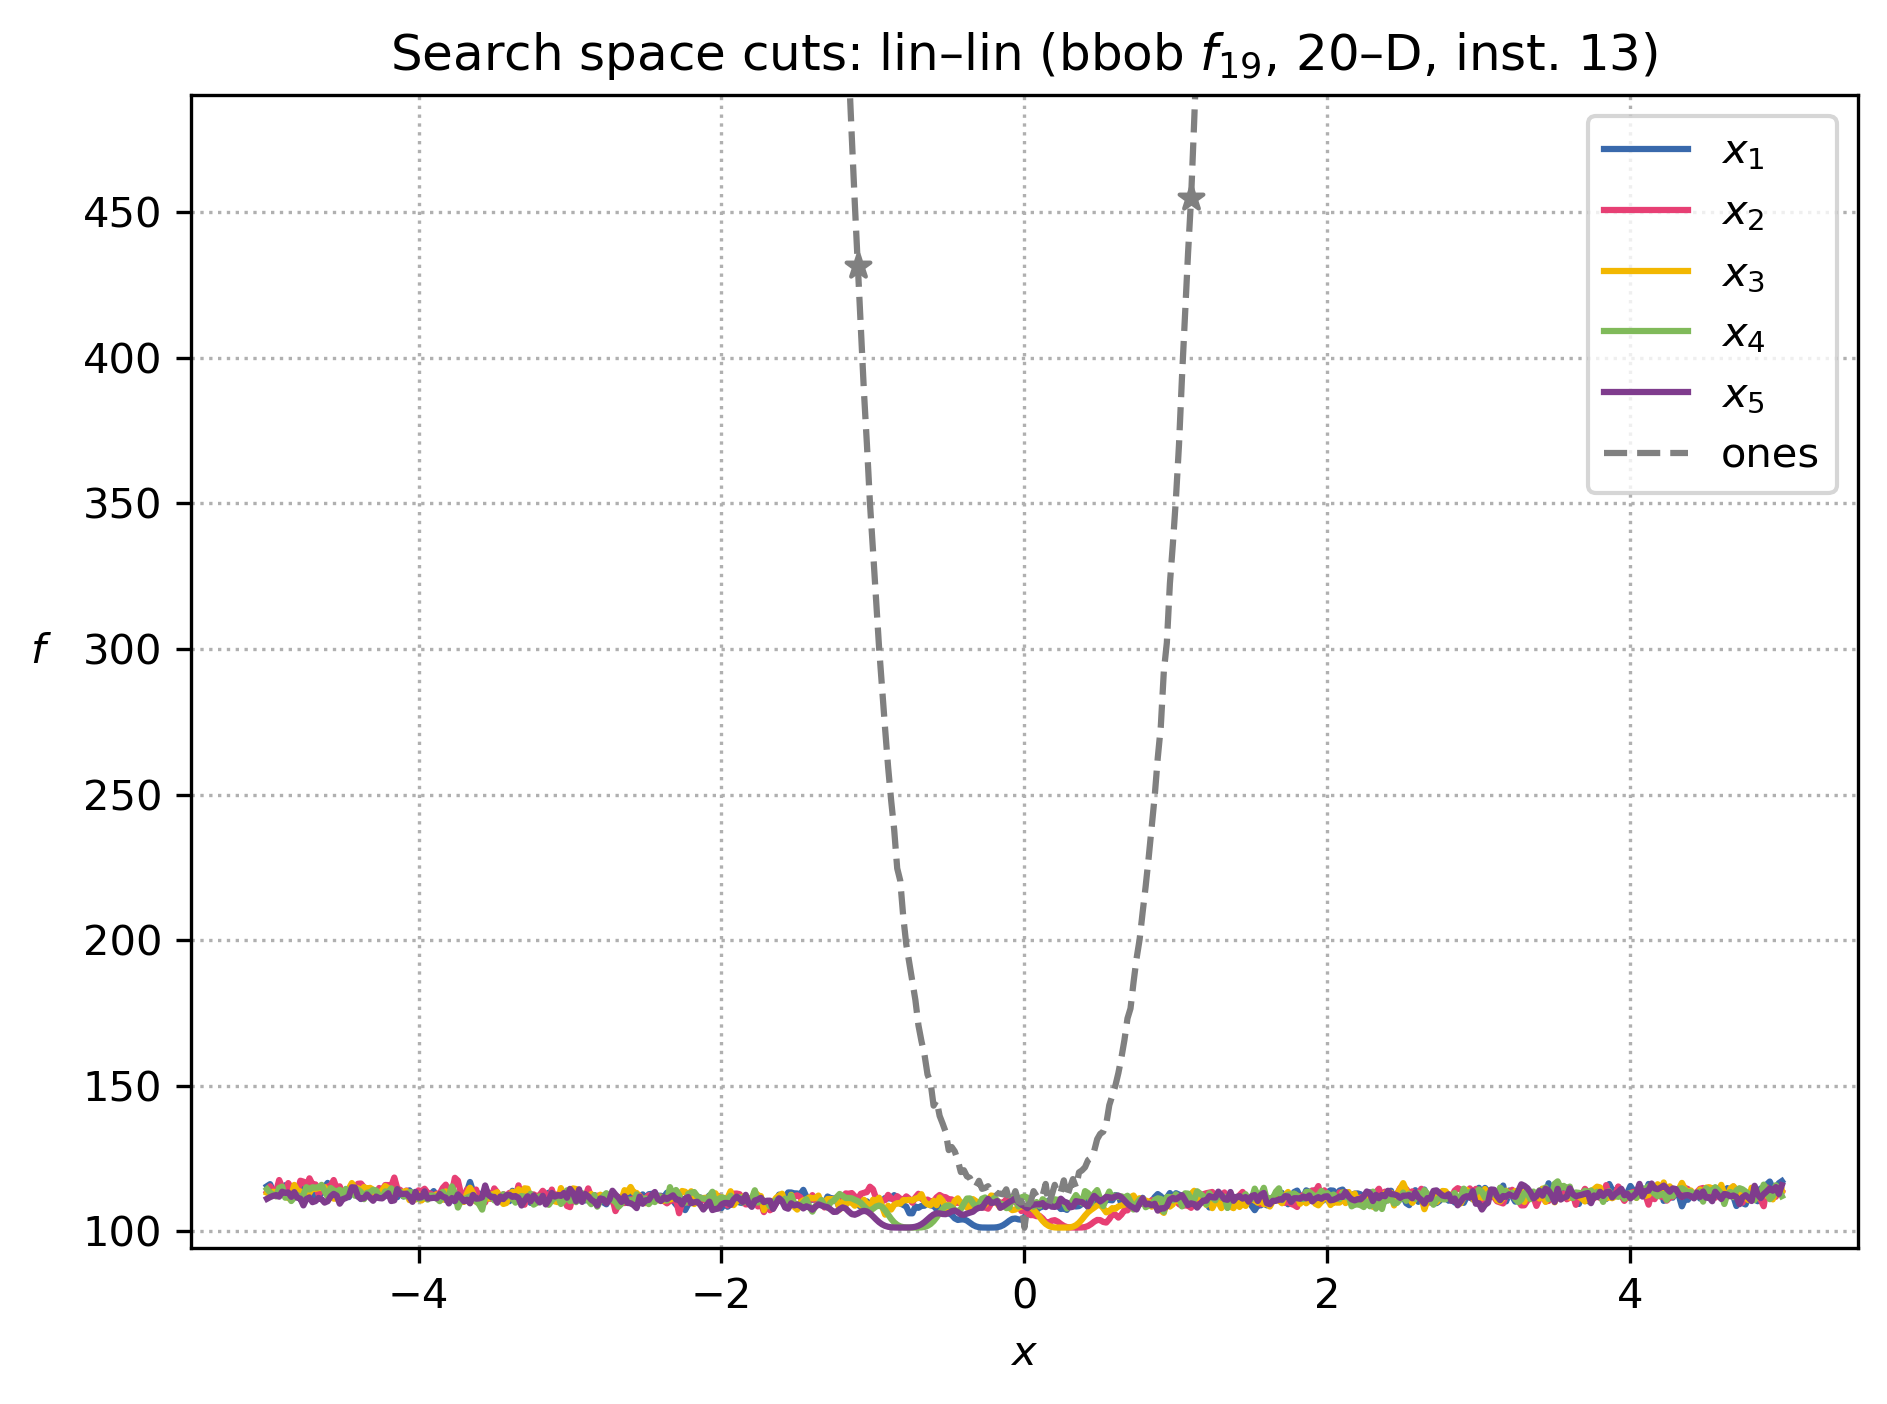 Search space cuts: lin–lin (bbob f₁₉, 20–D, inst. 13)
x₁
x₂
x₃
x₄
x₅
ones
f
450
400
350
300
250
200
150
100
−4 −2 0 2 4
x